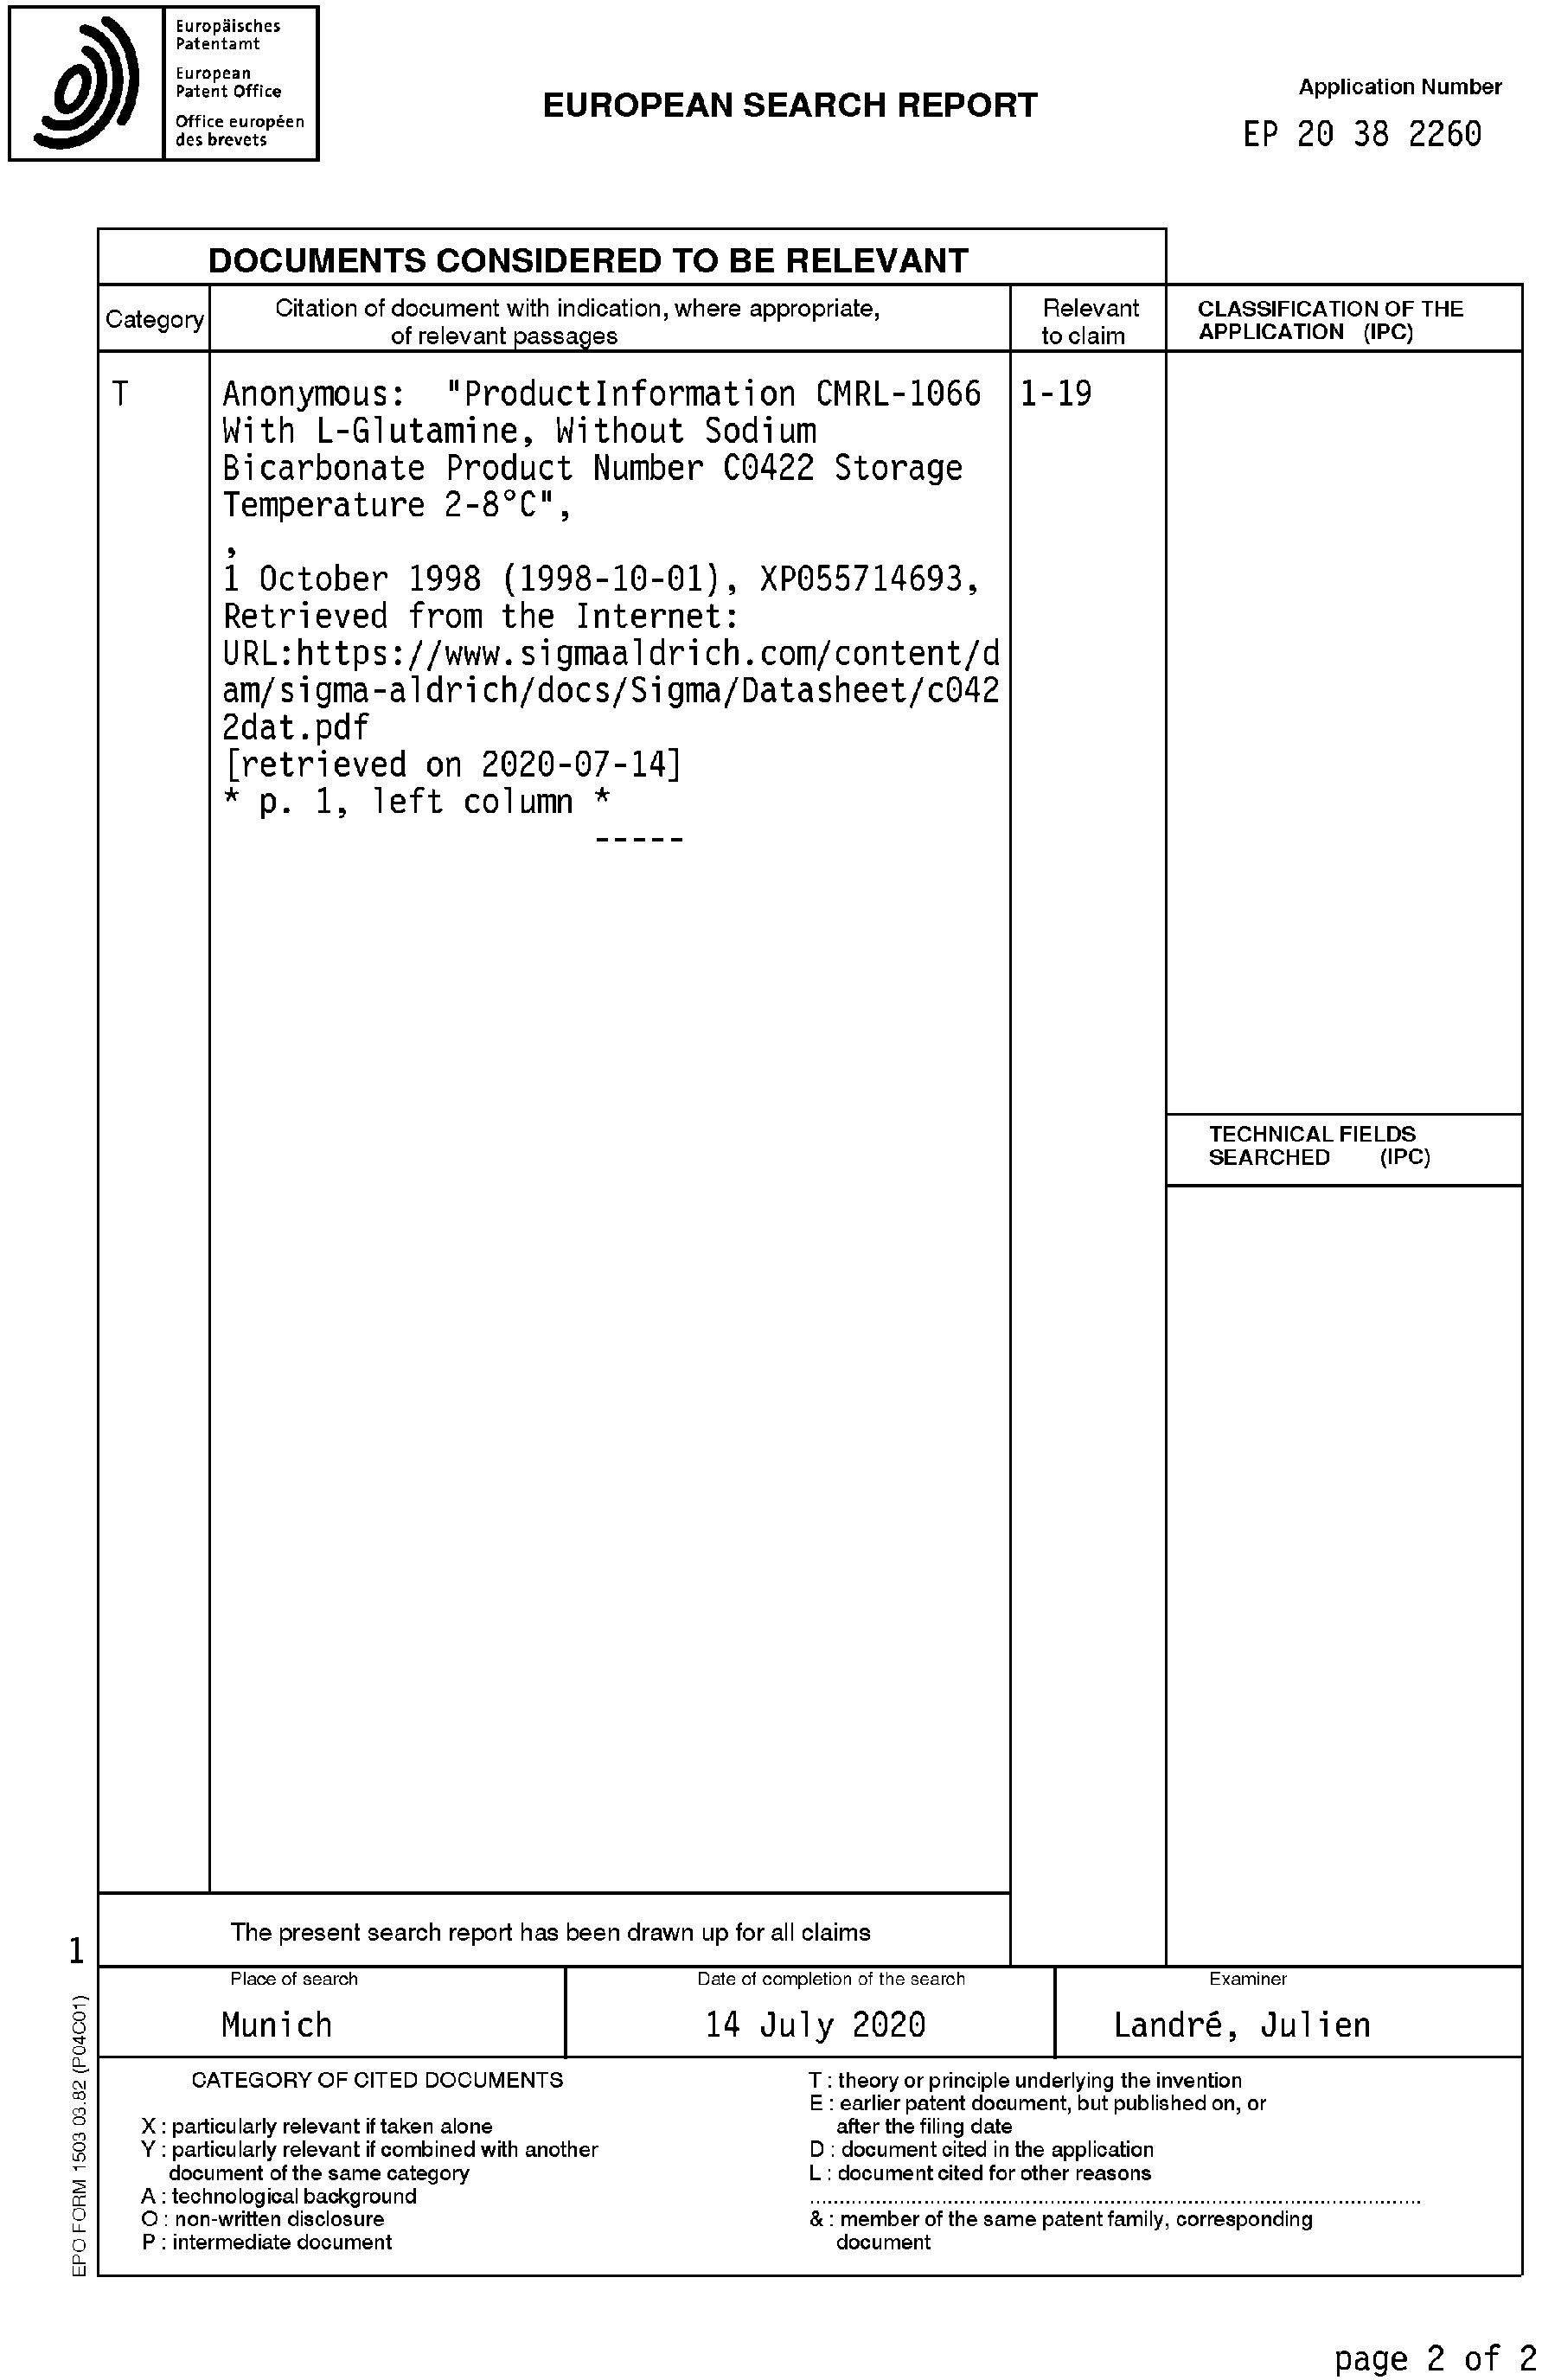 Europäisches
Patentamt
European
Patent Office
Office européen
des brevets
EUROPEAN SEARCH REPORT
Application Number
EP 20 38 2260
DOCUMENTS CONSIDERED TO BE RELEVANT
Category
Citation of document with indication, where appropriate,
of relevant passages
Relevant
to claim
CLASSIFICATION OF THE
APPLICATION (IPC)
T
Anonymous: "ProductInformation CMRL-1066
With L-Glutamine, Without Sodium
Bicarbonate Product Number C0422 Storage
Temperature 2-8°C",
,
1 October 1998 (1998-10-01), XP055714693,
Retrieved from the Internet:
URL:https://www.sigmaaldrich.com/content/d
am/sigma-aldrich/docs/Sigma/Datasheet/c042
2dat.pdf
[retrieved on 2020-07-14]
* p. 1, left column *
-----
1-19
TECHNICAL FIELDS
SEARCHED (IPC)
The present search report has been drawn up for all claims
1
Place of search
Munich
Date of completion of the search
14 July 2020
Examiner
Landré, Julien
CATEGORY OF CITED DOCUMENTS
X : particularly relevant if taken alone
Y : particularly relevant if combined with another
document of the same category
A : technological background
O : non-written disclosure
P : intermediate document
T : theory or principle underlying the invention
E : earlier patent document, but published on, or
after the filing date
D : document cited in the application
L : document cited for other reasons
& : member of the same patent family, corresponding
document
EPO FORM 1503 03.82 (P04C01)
page 2 of 2